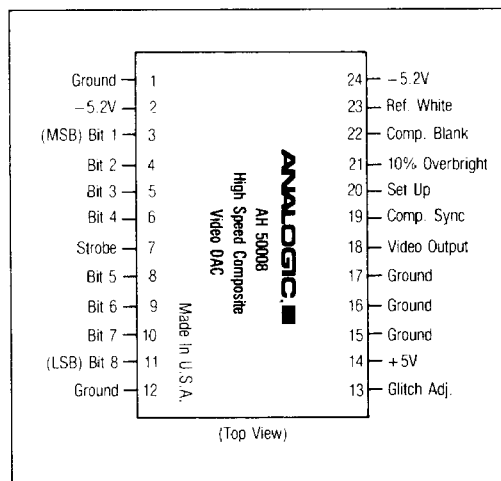 Ground 1
−5.2V 2
(MSB) Bit 1 3
Bit 2 4
Bit 3 5
Bit 4 6
Strobe 7
Bit 5 8
Bit 6 9
Bit 7 10
(LSB) Bit 8 11
Ground 12
ANALOGIC.
AH 50008
High Speed Composite
Video DAC
Made In U.S.A.
24 −5.2V
23 Ref. White
22 Comp. Blank
21 10% Overbright
20 Set Up
19 Comp. Sync
18 Video Output
17 Ground
16 Ground
15 Ground
14 +5V
13 Glitch Adj.
(Top View)